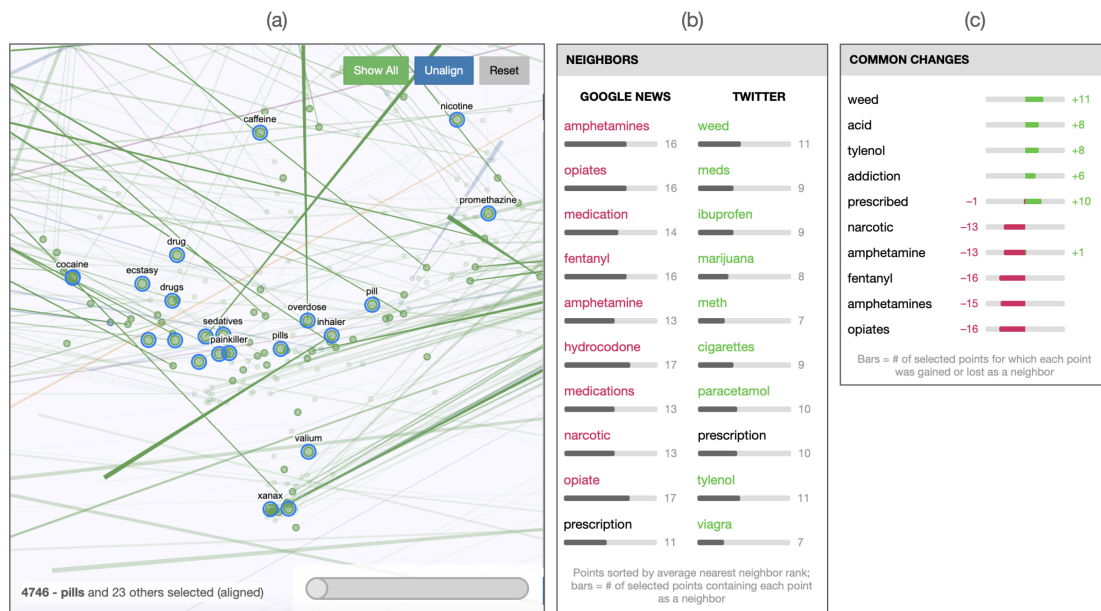 (a)
Show All
Unalign
Reset
nicotine
caffeine
promethazine
drug
cocaine
ecstasy
drugs
pill
overdose
sedatives
inhaler
painkiller
pills
valium
xanax
4746 - pills and 23 others selected (aligned)
(b)
NEIGHBORS
GOOGLE NEWS TWITTER
amphetamines weed
16 11
opiates meds
16 9
medication ibuprofen
14 9
fentanyl marijuana
16 8
amphetamine meth
13 7
hydrocodone cigarettes
17 9
medications paracetamol
13 10
narcotic prescription
13 10
opiate tylenol
17 11
prescription viagra
11 7
Points sorted by average nearest neighbor rank;
bars = # of selected points containing each point
as a neighbor
(c)
COMMON CHANGES
weed +11
acid +8
tylenol +8
addiction +6
prescribed −1 +10
narcotic −13
amphetamine −13 +1
fentanyl −16
amphetamines −15
opiates −16
Bars = # of selected points for which each point
was gained or lost as a neighbor